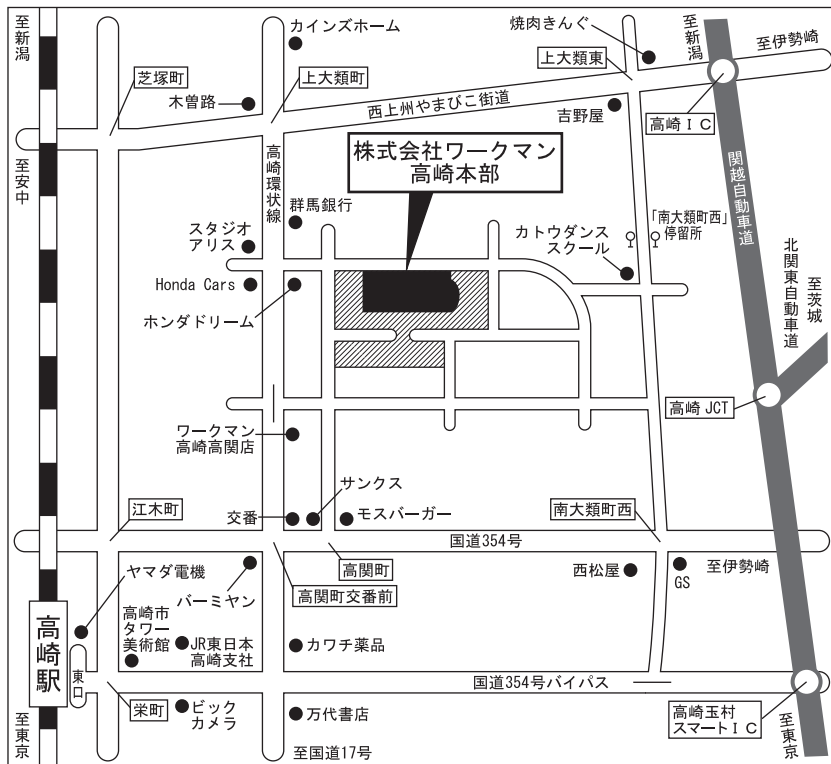 至新潟
カインズホーム
焼肉きんぐ
至新潟
至伊勢崎
芝塚町
木曽路
上大類町
上大類東
西上州やまびこ街道
吉野屋
高崎ＩＣ
至安中
高崎環状線
株式会社ワークマン
高崎本部
関越自動車道
群馬銀行
スタジオ
アリス
カトウダンス
スクール
「南大類町西」
停留所
北関東自動車道
至茨城
Honda Cars
ホンダドリーム
高崎JCT
ワークマン
高崎高関店
サンクス
江木町
交番
モスバーガー
南大類町西
国道354号
ヤマダ電機
バーミヤン
高関町
高関町交番前
西松屋
GS
至伊勢崎
高崎駅
高崎市
タワー
美術館
JR東日本
高崎支社
カワチ薬品
東口
国道354号バイパス
栄町
ビック
カメラ
万代書店
高崎玉村
スマートＩＣ
至東京
至国道17号
至東京